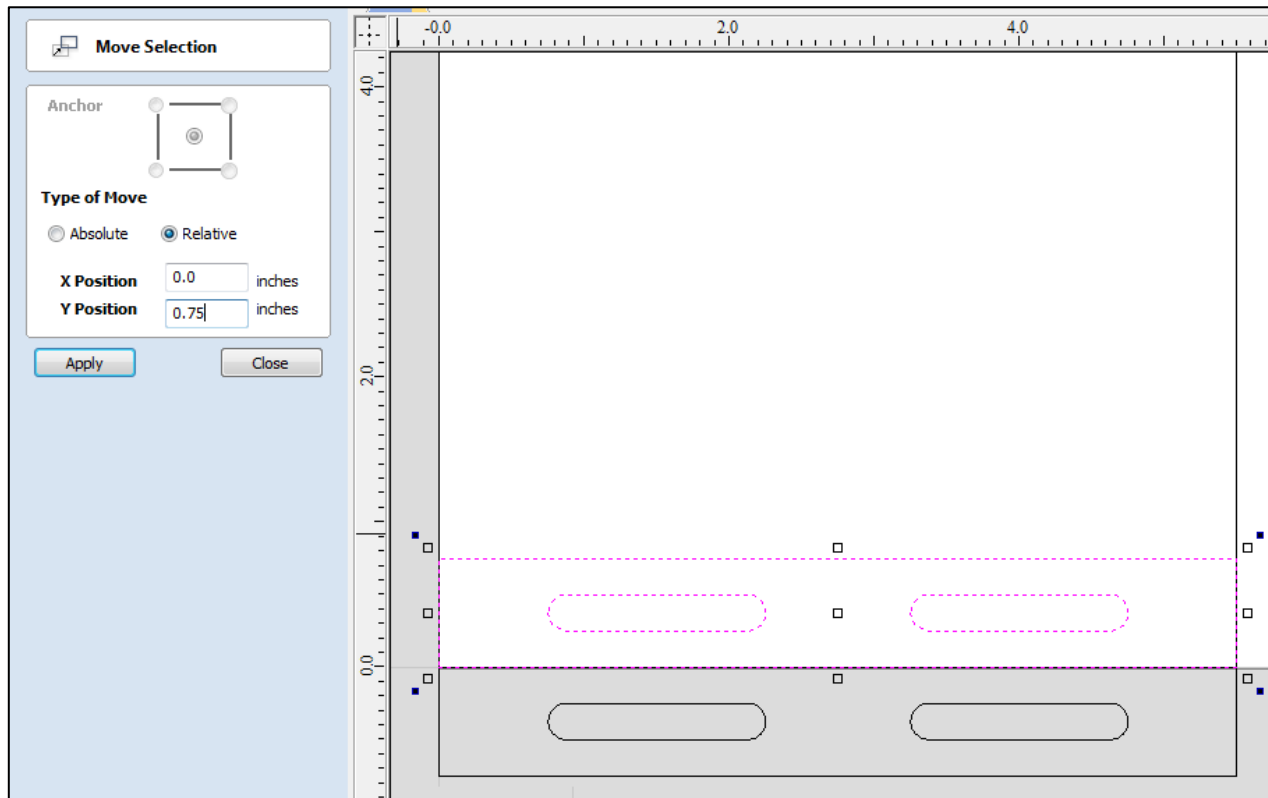 Move Selection
Anchor
Type of Move
Absolute Relative
X Position 0.0 inches
Y Position 0.75 inches
Apply Close
-0.0 2.0 4.0
4.0
2.0
0.0